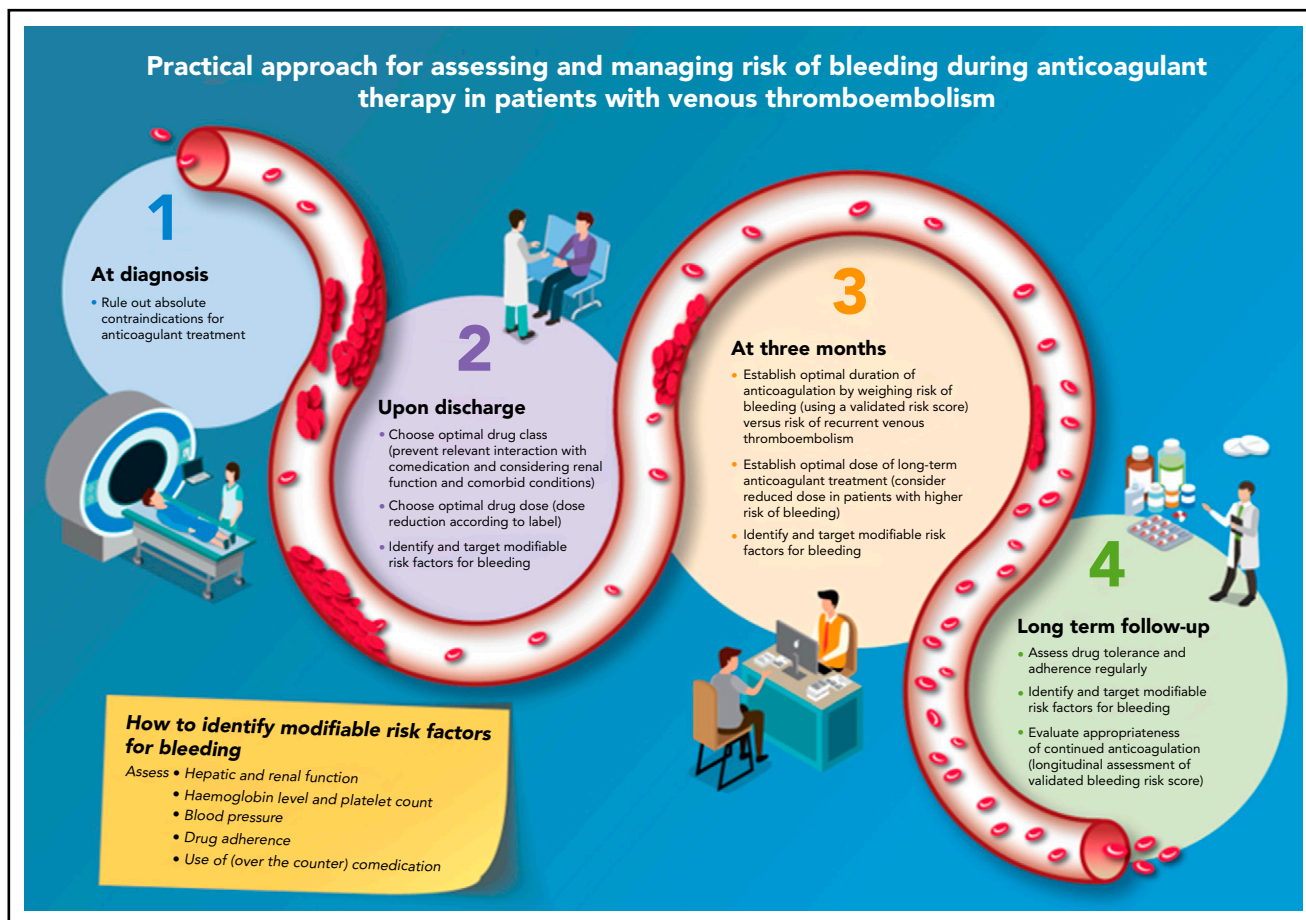 Practical approach for assessing and managing risk of bleeding during anticoagulant
therapy in patients with venous thromboembolism
1
At diagnosis
• Rule out absolute
contraindications for
anticoagulant treatment
2
Upon discharge
• Choose optimal drug class
(prevent relevant interaction with
comedication and considering renal
function and comorbid conditions)
• Choose optimal drug dose (dose
reduction according to label)
• Identify and target modifiable
risk factors for bleeding
3
At three months
• Establish optimal duration of
anticoagulation by weighing risk of
bleeding (using a validated risk score)
versus risk of recurrent venous
thromboembolism
• Establish optimal dose of long-term
anticoagulant treatment (consider
reduced dose in patients with higher
risk of bleeding)
• Identify and target modifiable risk
factors for bleeding
4
Long term follow-up
• Assess drug tolerance and
adherence regularly
• Identify and target modifiable
risk factors for bleeding
• Evaluate appropriateness
of continued anticoagulation
(longitudinal assessment of
validated bleeding risk score)
How to identify modifiable risk factors
for bleeding
Assess • Hepatic and renal function
• Haemoglobin level and platelet count
• Blood pressure
• Drug adherence
• Use of (over the counter) comedication